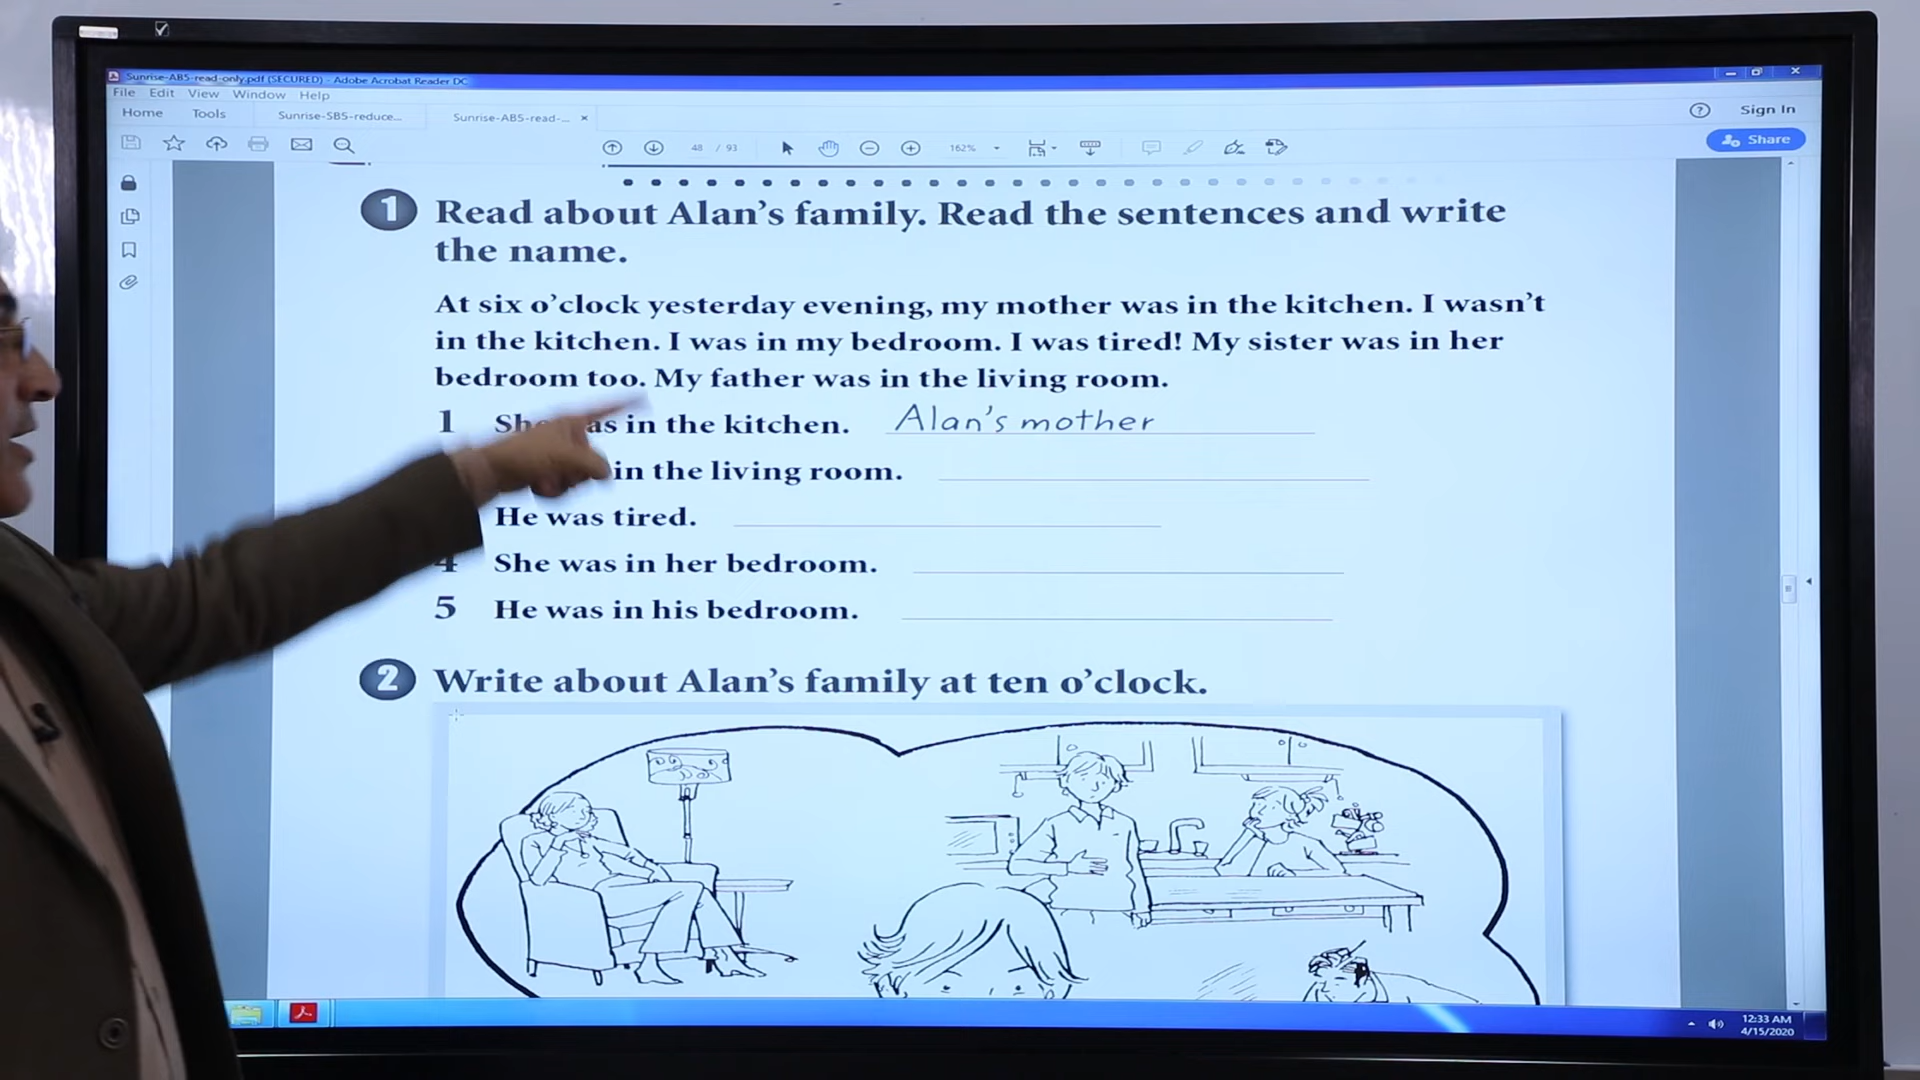 Sunrise-AB5-read-only.pdf (SECURED) - Adobe Acrobat Reader DC
File Edit View Window Help
Home Tools Sunrise-SB5-reduce... Sunrise-AB5-read-... × Sign In
48 / 93 162% Share
1 Read about Alan's family. Read the sentences and write
the name.
At six o'clock yesterday evening, my mother was in the kitchen. I wasn't
in the kitchen. I was in my bedroom. I was tired! My sister was in her
bedroom too. My father was in the living room.
1 in the kitchen. Alan's mother
in the living room.
He was tired.
4 She was in her bedroom.
5 He was in his bedroom.
2 Write about Alan's family at ten o'clock.
12:33 AM
4/15/2020